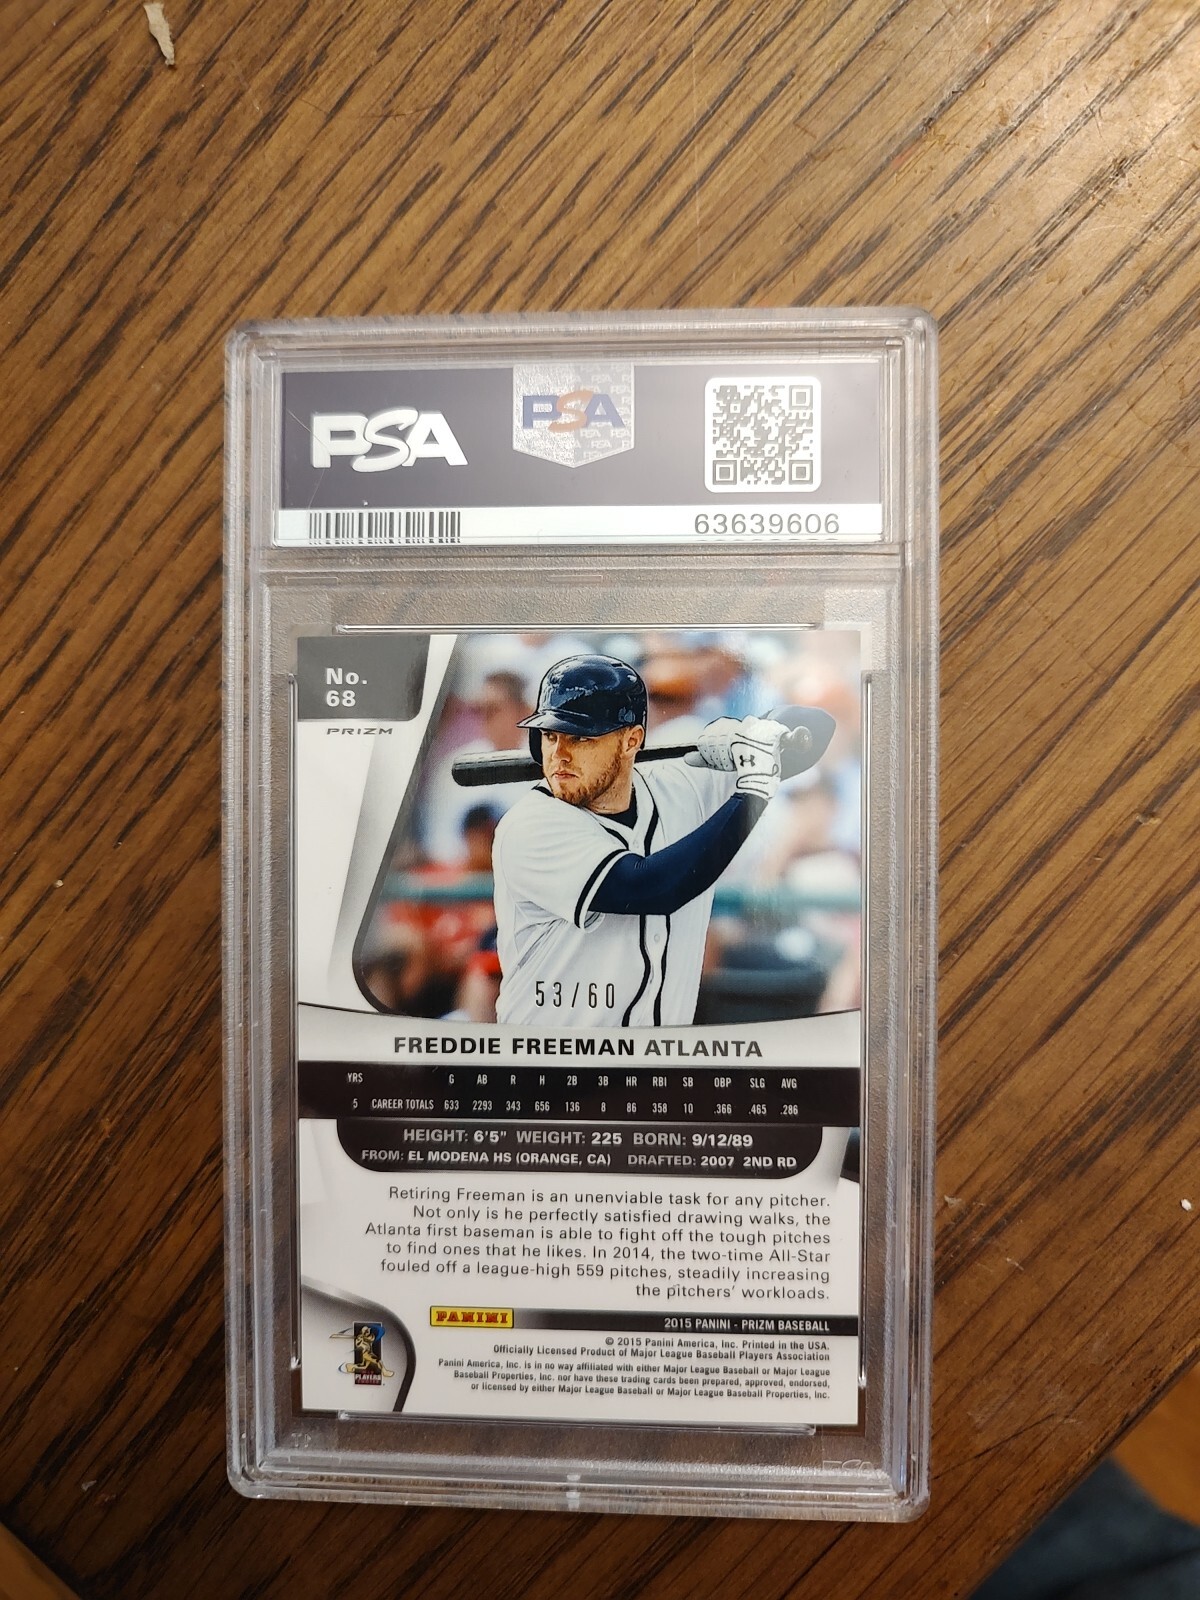 PSA
PSA
63639606
No.
68
PRIZM
53/60
FREDDIE FREEMAN ATLANTA
YRS G AB R H 2B 3B HR RBI SB OBP SLG AVG
5 CAREER TOTALS 633 2293 343 656 136 8 86 358 10 .366 .465 .286
HEIGHT: 6'5" WEIGHT: 225 BORN: 9/12/89
FROM: EL MODENA HS (ORANGE, CA) DRAFTED: 2007 2ND RD
Retiring Freeman is an unenviable task for any pitcher.
Not only is he perfectly satisfied drawing walks, the
Atlanta first baseman is able to fight off the tough pitches
to find ones that he likes. In 2014, the two-time All-Star
fouled off a league-high 559 pitches, steadily increasing
the pitchers' workloads.
PANINI
2015 PANINI - PRIZM BASEBALL
© 2015 Panini America, Inc. Printed in the USA.
Officially Licensed Product of Major League Baseball Players Association
Panini America, Inc. is in no way affiliated with either Major League Baseball or Major League
Baseball Properties, Inc. nor have these trading cards been prepared, approved, endorsed,
or licensed by either Major League Baseball or Major League Baseball Properties, Inc.
PLAYERS
PSA